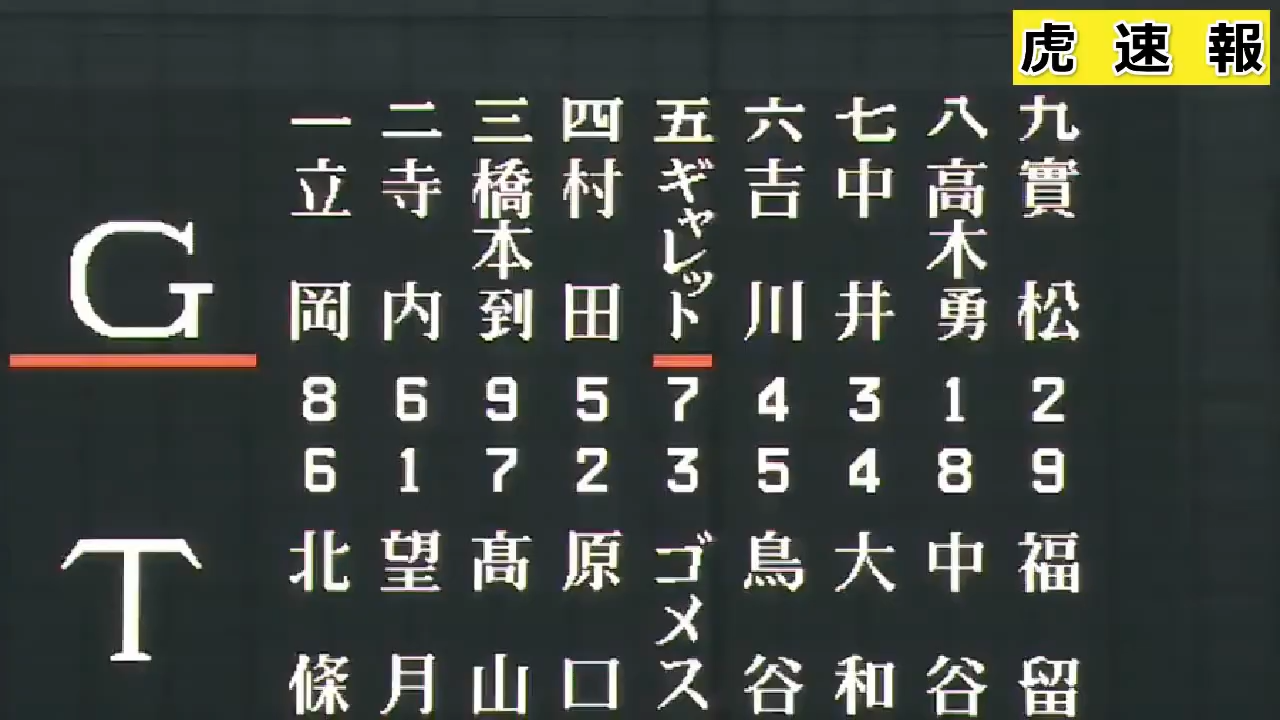 虎速報
一 二 三 四 五 六 七 八 九
G 立岡 寺内 橋本到 村田 ギャレット 吉川 中井 高木勇 實松
8 6 9 5 7 4 3 1 2
6 1 7 2 3 5 4 8 9
T 北條 望月 髙山 原口 ゴメス 鳥谷 大和 中谷 福留